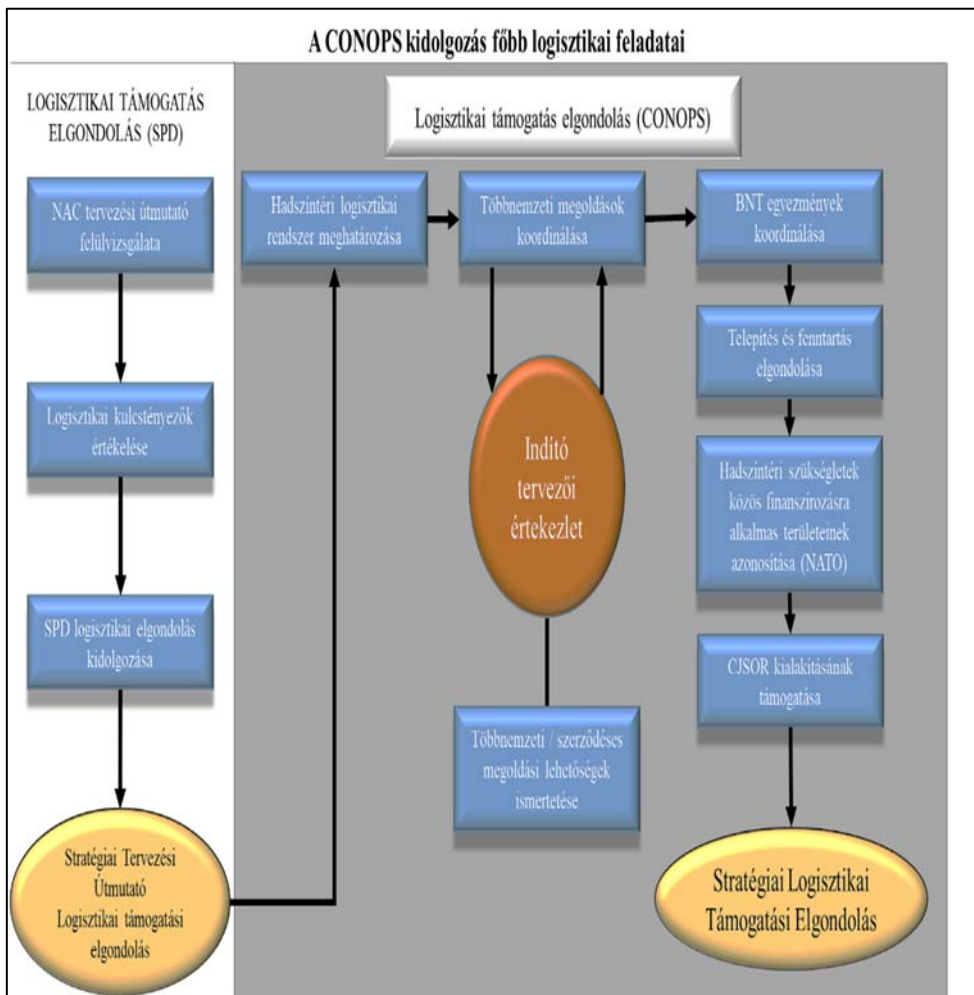 A CONOPS kidolgozás főbb logisztikai feladatai
LOGISZTIKAI TÁMOGATÁS
ELGONDOLÁS (SPD)
NAC tervezési útmutató
felülvizsgálata
Logisztikai kulcstényezők
értékelése
SPD logisztikai elgondolás
kidolgozása
Stratégiai Tervezési
Útmutató
Logisztikai támogatási
elgondolás
Logisztikai támogatás elgondolás (CONOPS)
Hadszíntéri logisztikai
rendszer meghatározása
Többnemzeti megoldások
koordinálása
Indító
tervezői
értekezlet
Többnemzeti / szerződéses
megoldási lehetőségek
ismertetése
BNT egyezmények
koordinálása
Telepítés és fenntartás
elgondolása
Hadszíntéri szükségletek
közös finanszírozásra
alkalmas területeinek
azonosítása (NATO)
CJSOR kialakításának
támogatása
Stratégiai Logisztikai
Támogatási Elgondolás